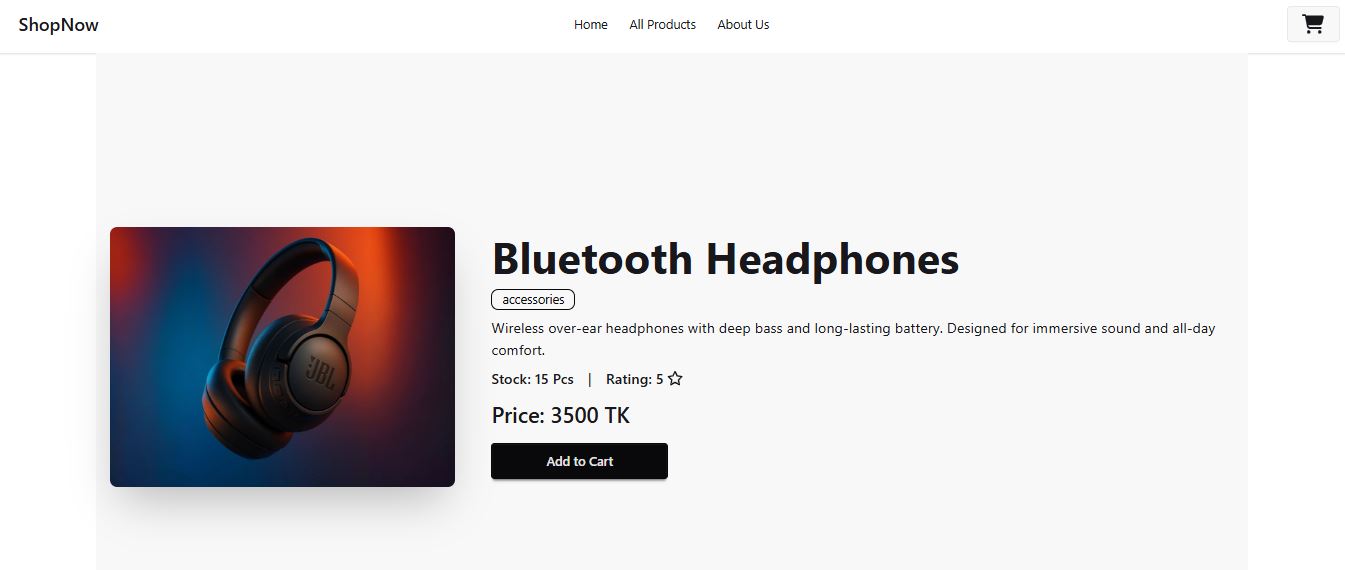 ShopNow
Home All Products About Us
JBL
Bluetooth Headphones
accessories
Wireless over-ear headphones with deep bass and long-lasting battery. Designed for immersive sound and all-day
comfort.
Stock: 15 Pcs | Rating: 5
Price: 3500 TK
Add to Cart